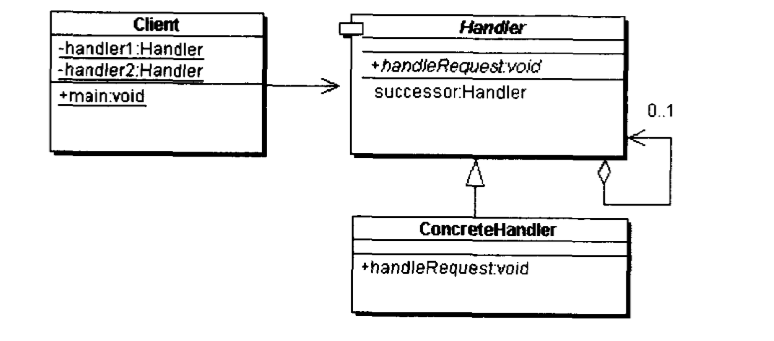 Client
-handler1:Handler
-handler2:Handler
+main:void
Handler
+handleRequest:void
successor:Handler
0..1
ConcreteHandler
+handleRequest:void